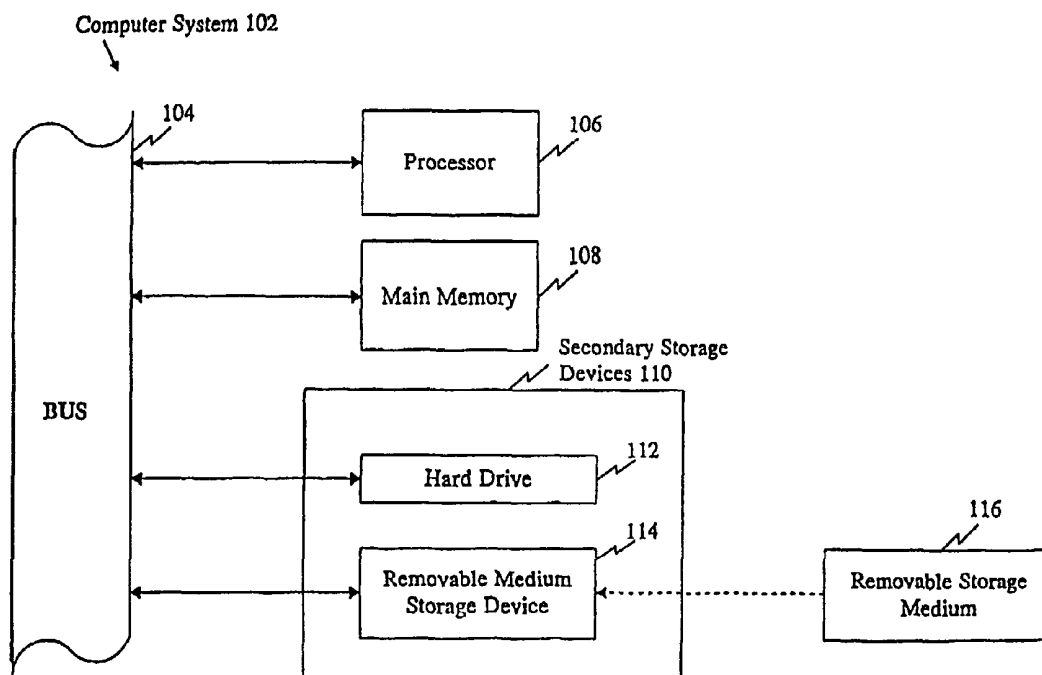 Computer System 102
104
106
Processor
108
Main Memory
Secondary Storage
Devices 110
BUS
112
Hard Drive
114
116
Removable Medium
Storage Device
Removable Storage
Medium